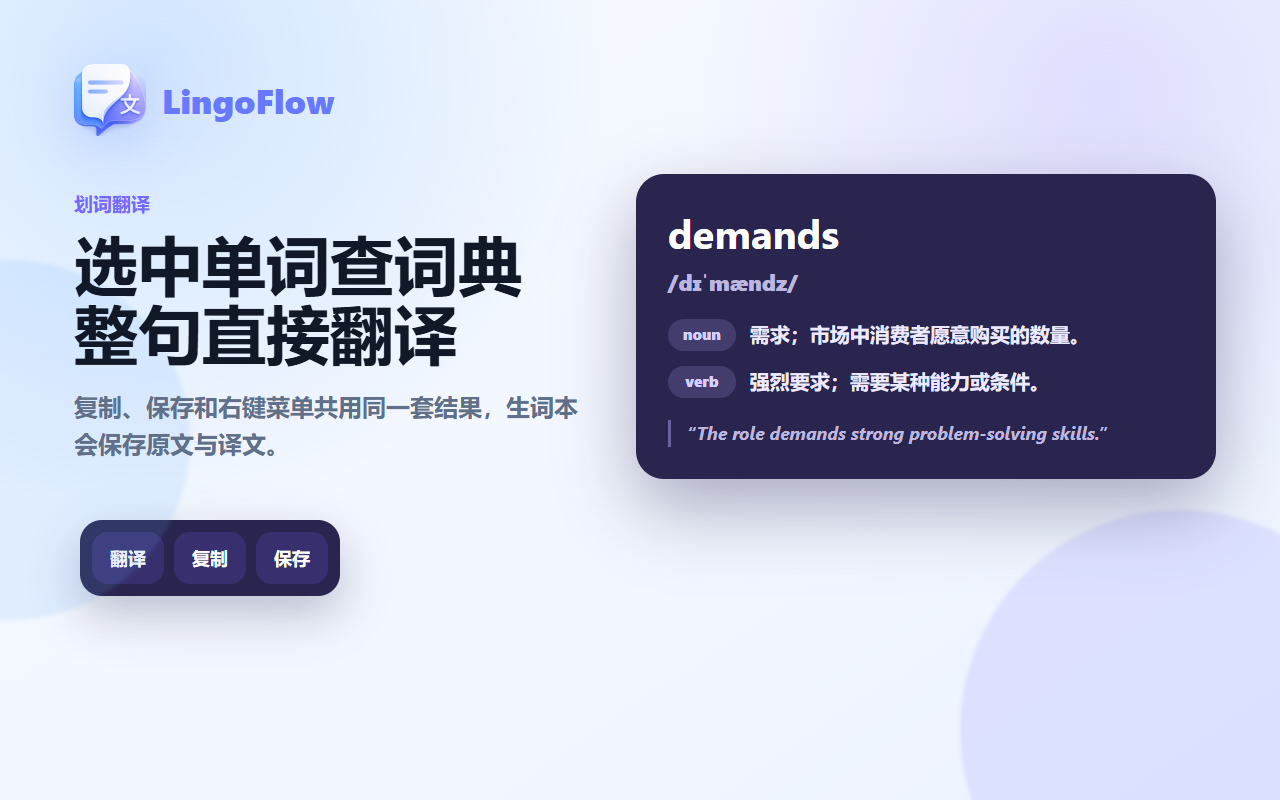 文
LingoFlow
划词翻译
选中单词查词典
整句直接翻译
复制、保存和右键菜单共用同一套结果，生词本
会保存原文与译文。
翻译 复制 保存
demands
/dɪˈmændz/
noun 需求；市场中消费者愿意购买的数量。
verb 强烈要求；需要某种能力或条件。
“The role demands strong problem-solving skills.”